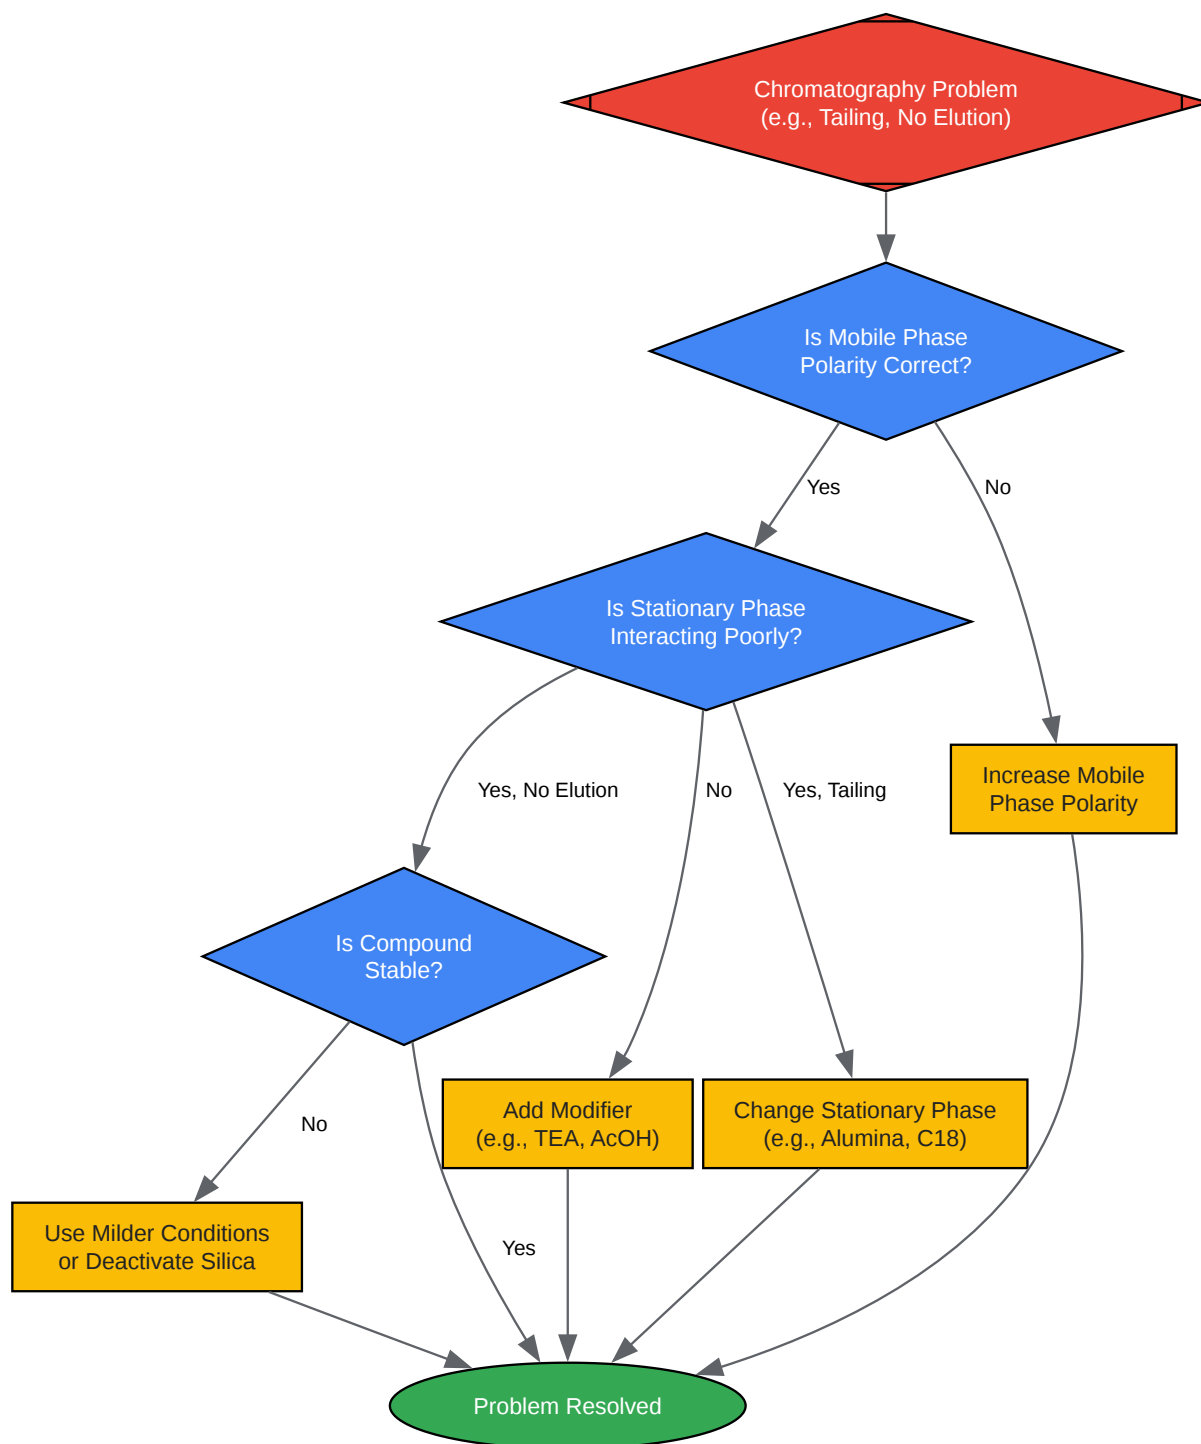 Chromatography Problem
(e.g., Tailing, No Elution)
Is Mobile Phase
Polarity Correct?
Yes
No
Is Stationary Phase
Interacting Poorly?
Increase Mobile
Phase Polarity
Yes, No Elution
No
Yes, Tailing
Is Compound
Stable?
Add Modifier
(e.g., TEA, AcOH)
Change Stationary Phase
(e.g., Alumina, C18)
No
Use Milder Conditions
or Deactivate Silica
Yes
Problem Resolved